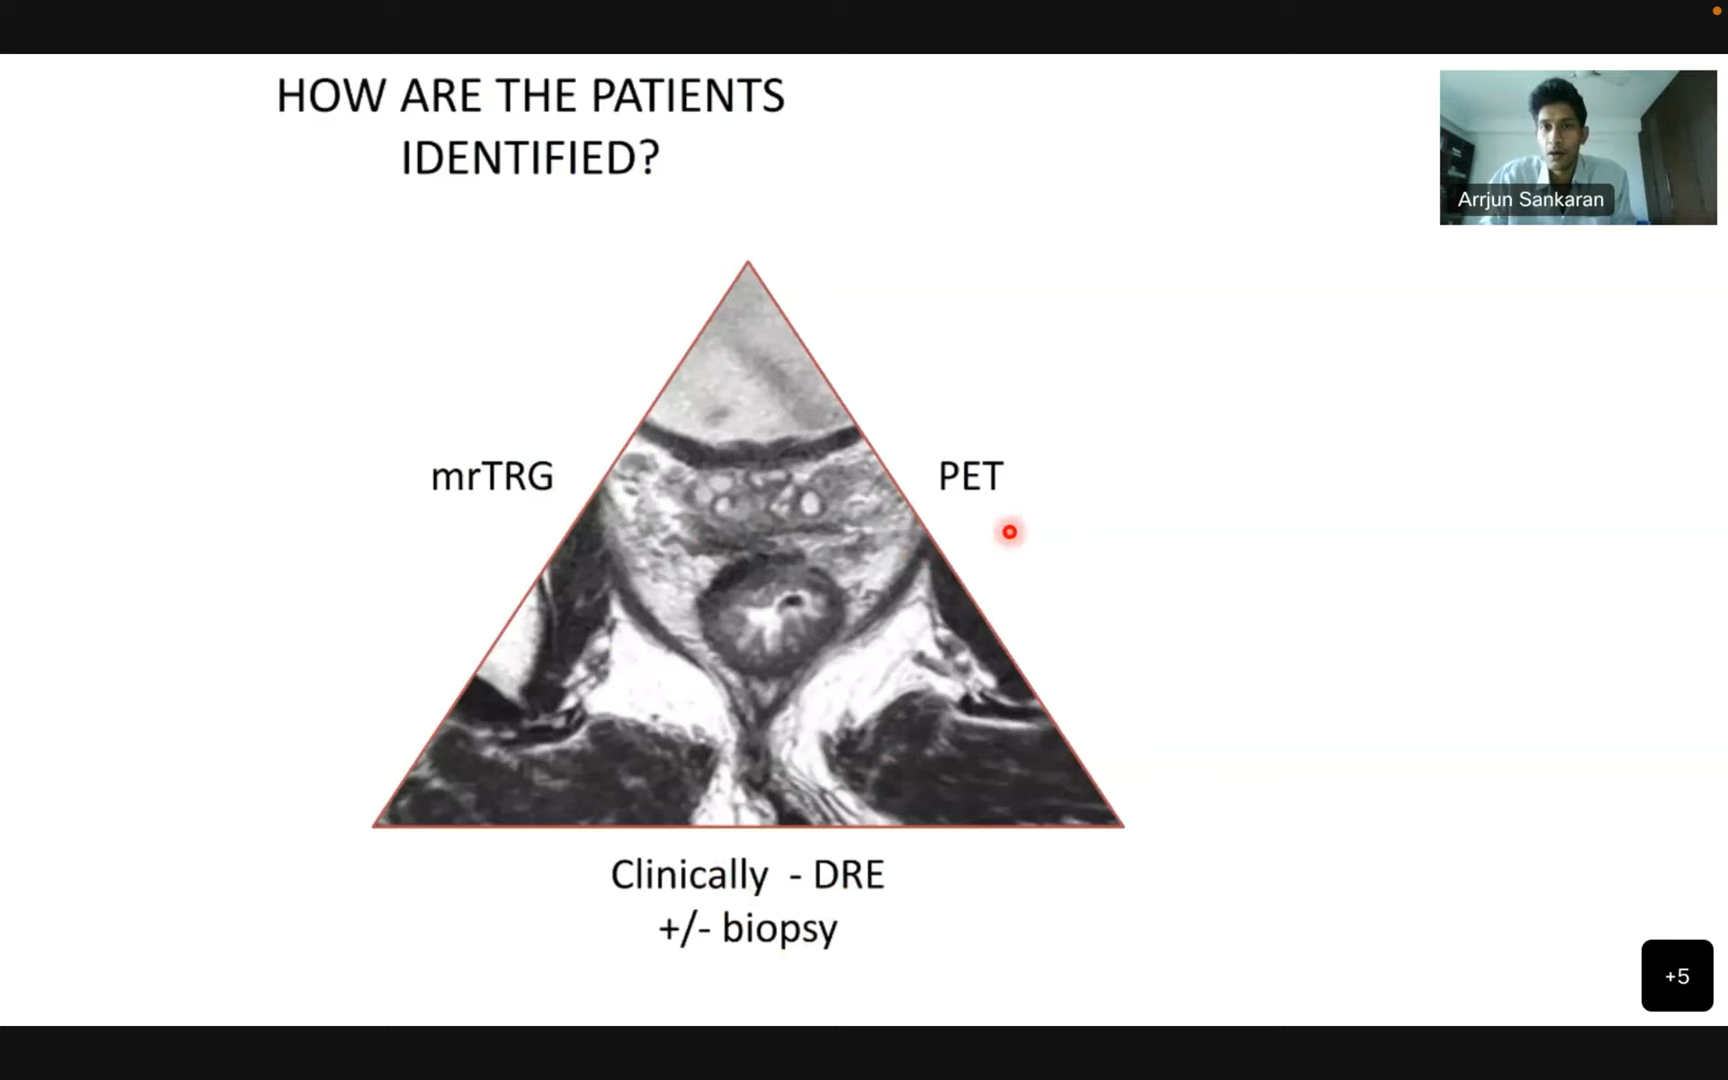 HOW ARE THE PATIENTS
IDENTIFIED?
Arrjun Sankaran
mrTRG
PET
Clinically - DRE
+/- biopsy
+5